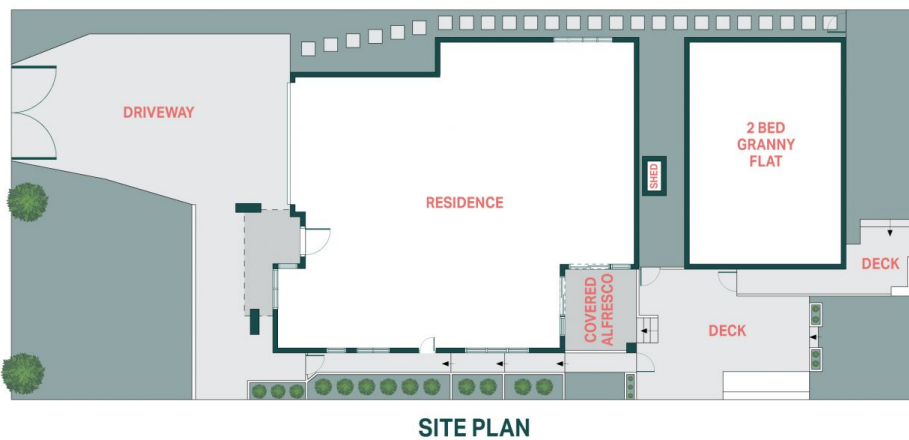 DRIVEWAY
2 BED
GRANNY
FLAT
SHED
RESIDENCE
DECK
COVERED
ALFRESCO
DECK
SITE PLAN